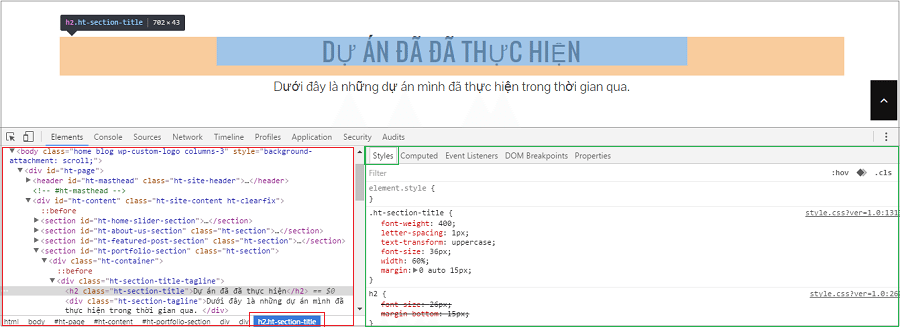 h2.ht-section-title 702 × 43
DỰ ÁN ĐÃ ĐÃ THỰC HIỆN
Dưới đây là những dự án mình đã thực hiện trong thời gian qua.
Elements Console Sources Network Timeline Profiles Application Security Audits
<body class="home blog wp-custom-logo columns-3" style="background-
attachment: scroll;">
<div id="ht-page">
<header id="ht-masthead" class="ht-site-header">…</header>
<!-- #ht-masthead -->
<div id="ht-content" class="ht-site-content ht-clearfix">
::before
<section id="ht-home-slider-section">…</section>
<section id="ht-about-us-section" class="ht-section">…</section>
<section id="ht-featured-post-section" class="ht-section">…</section>
<section id="ht-portfolio-section" class="ht-section">
<div class="ht-container">
::before
<div class="ht-section-title-tagline">
<h2 class="ht-section-title">Dự án đã đã thực hiện</h2> == $0
<div class="ht-section-tagline">Dưới đây là những dự án mình đã
thực hiện trong thời gian qua. </div>
html body #ht-page #ht-content #ht-portfolio-section div div h2.ht-section-title
Styles Computed Event Listeners DOM Breakpoints Properties
Filter :hov .cls
element.style {
}
.ht-section-title { style.css?ver=1.0:131
font-weight: 400;
letter-spacing: 1px;
text-transform: uppercase;
font-size: 36px;
width: 60%;
margin: 0 auto 15px;
}
h2 { style.css?ver=1.0:26
font-size: 26px;
margin-bottom: 15px;
}